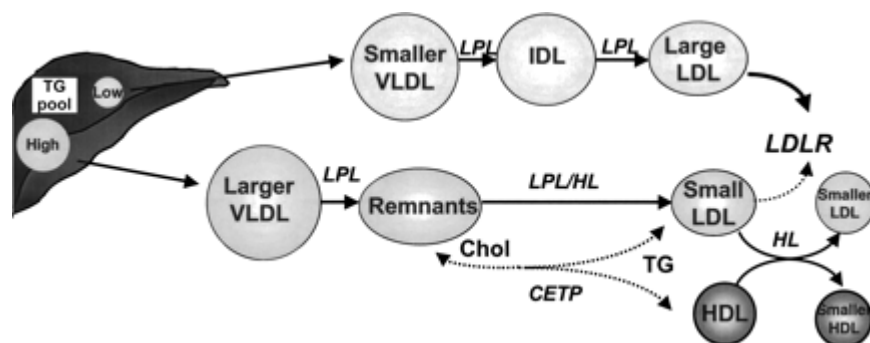 TG
pool
Low
High
Smaller
VLDL
LPL
IDL
LPL
Large
LDL
LDLR
Larger
VLDL
LPL
Remnants
LPL/HL
Small
LDL
Smaller
LDL
HL
Chol
TG
CETP
HDL
Smaller
HDL